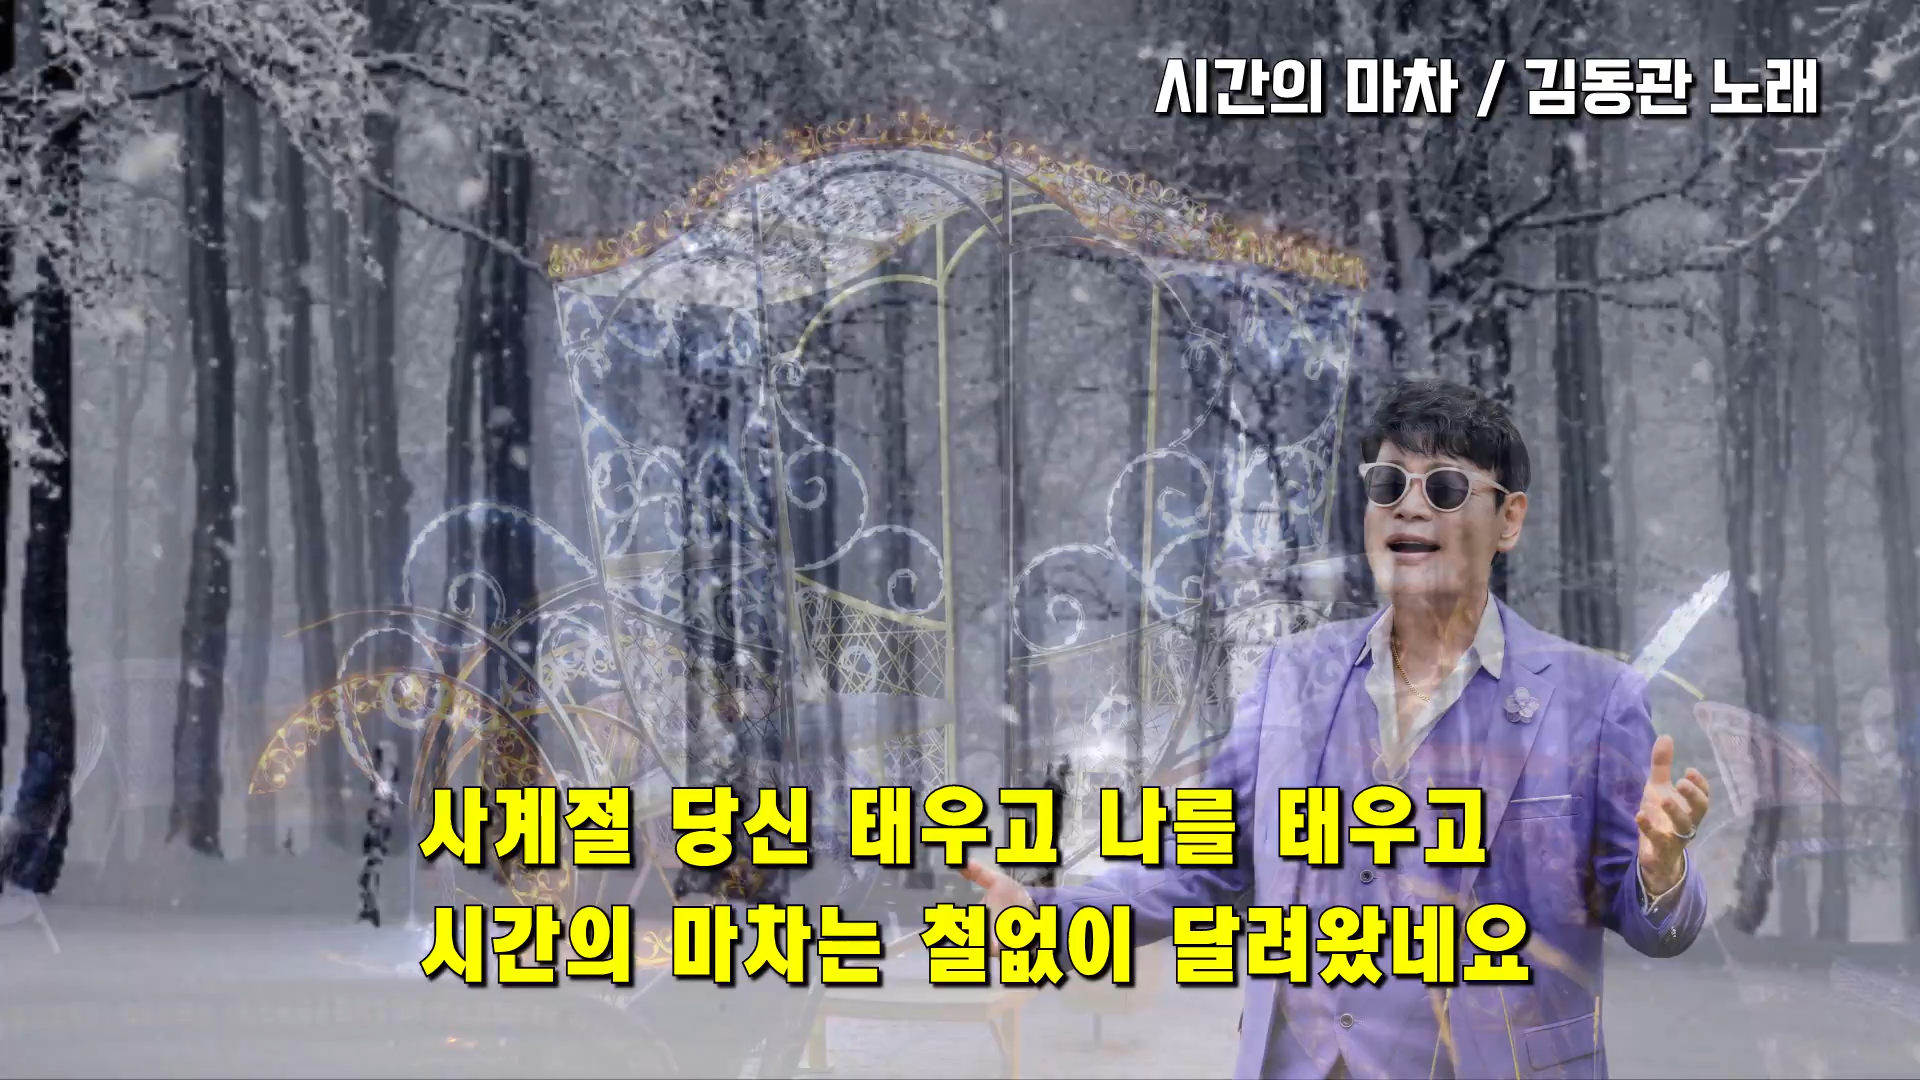 시간의 마차 / 김동관 노래
사계절 당신 태우고 나를 태우고
시간의 마차는 철없이 달려왔네요